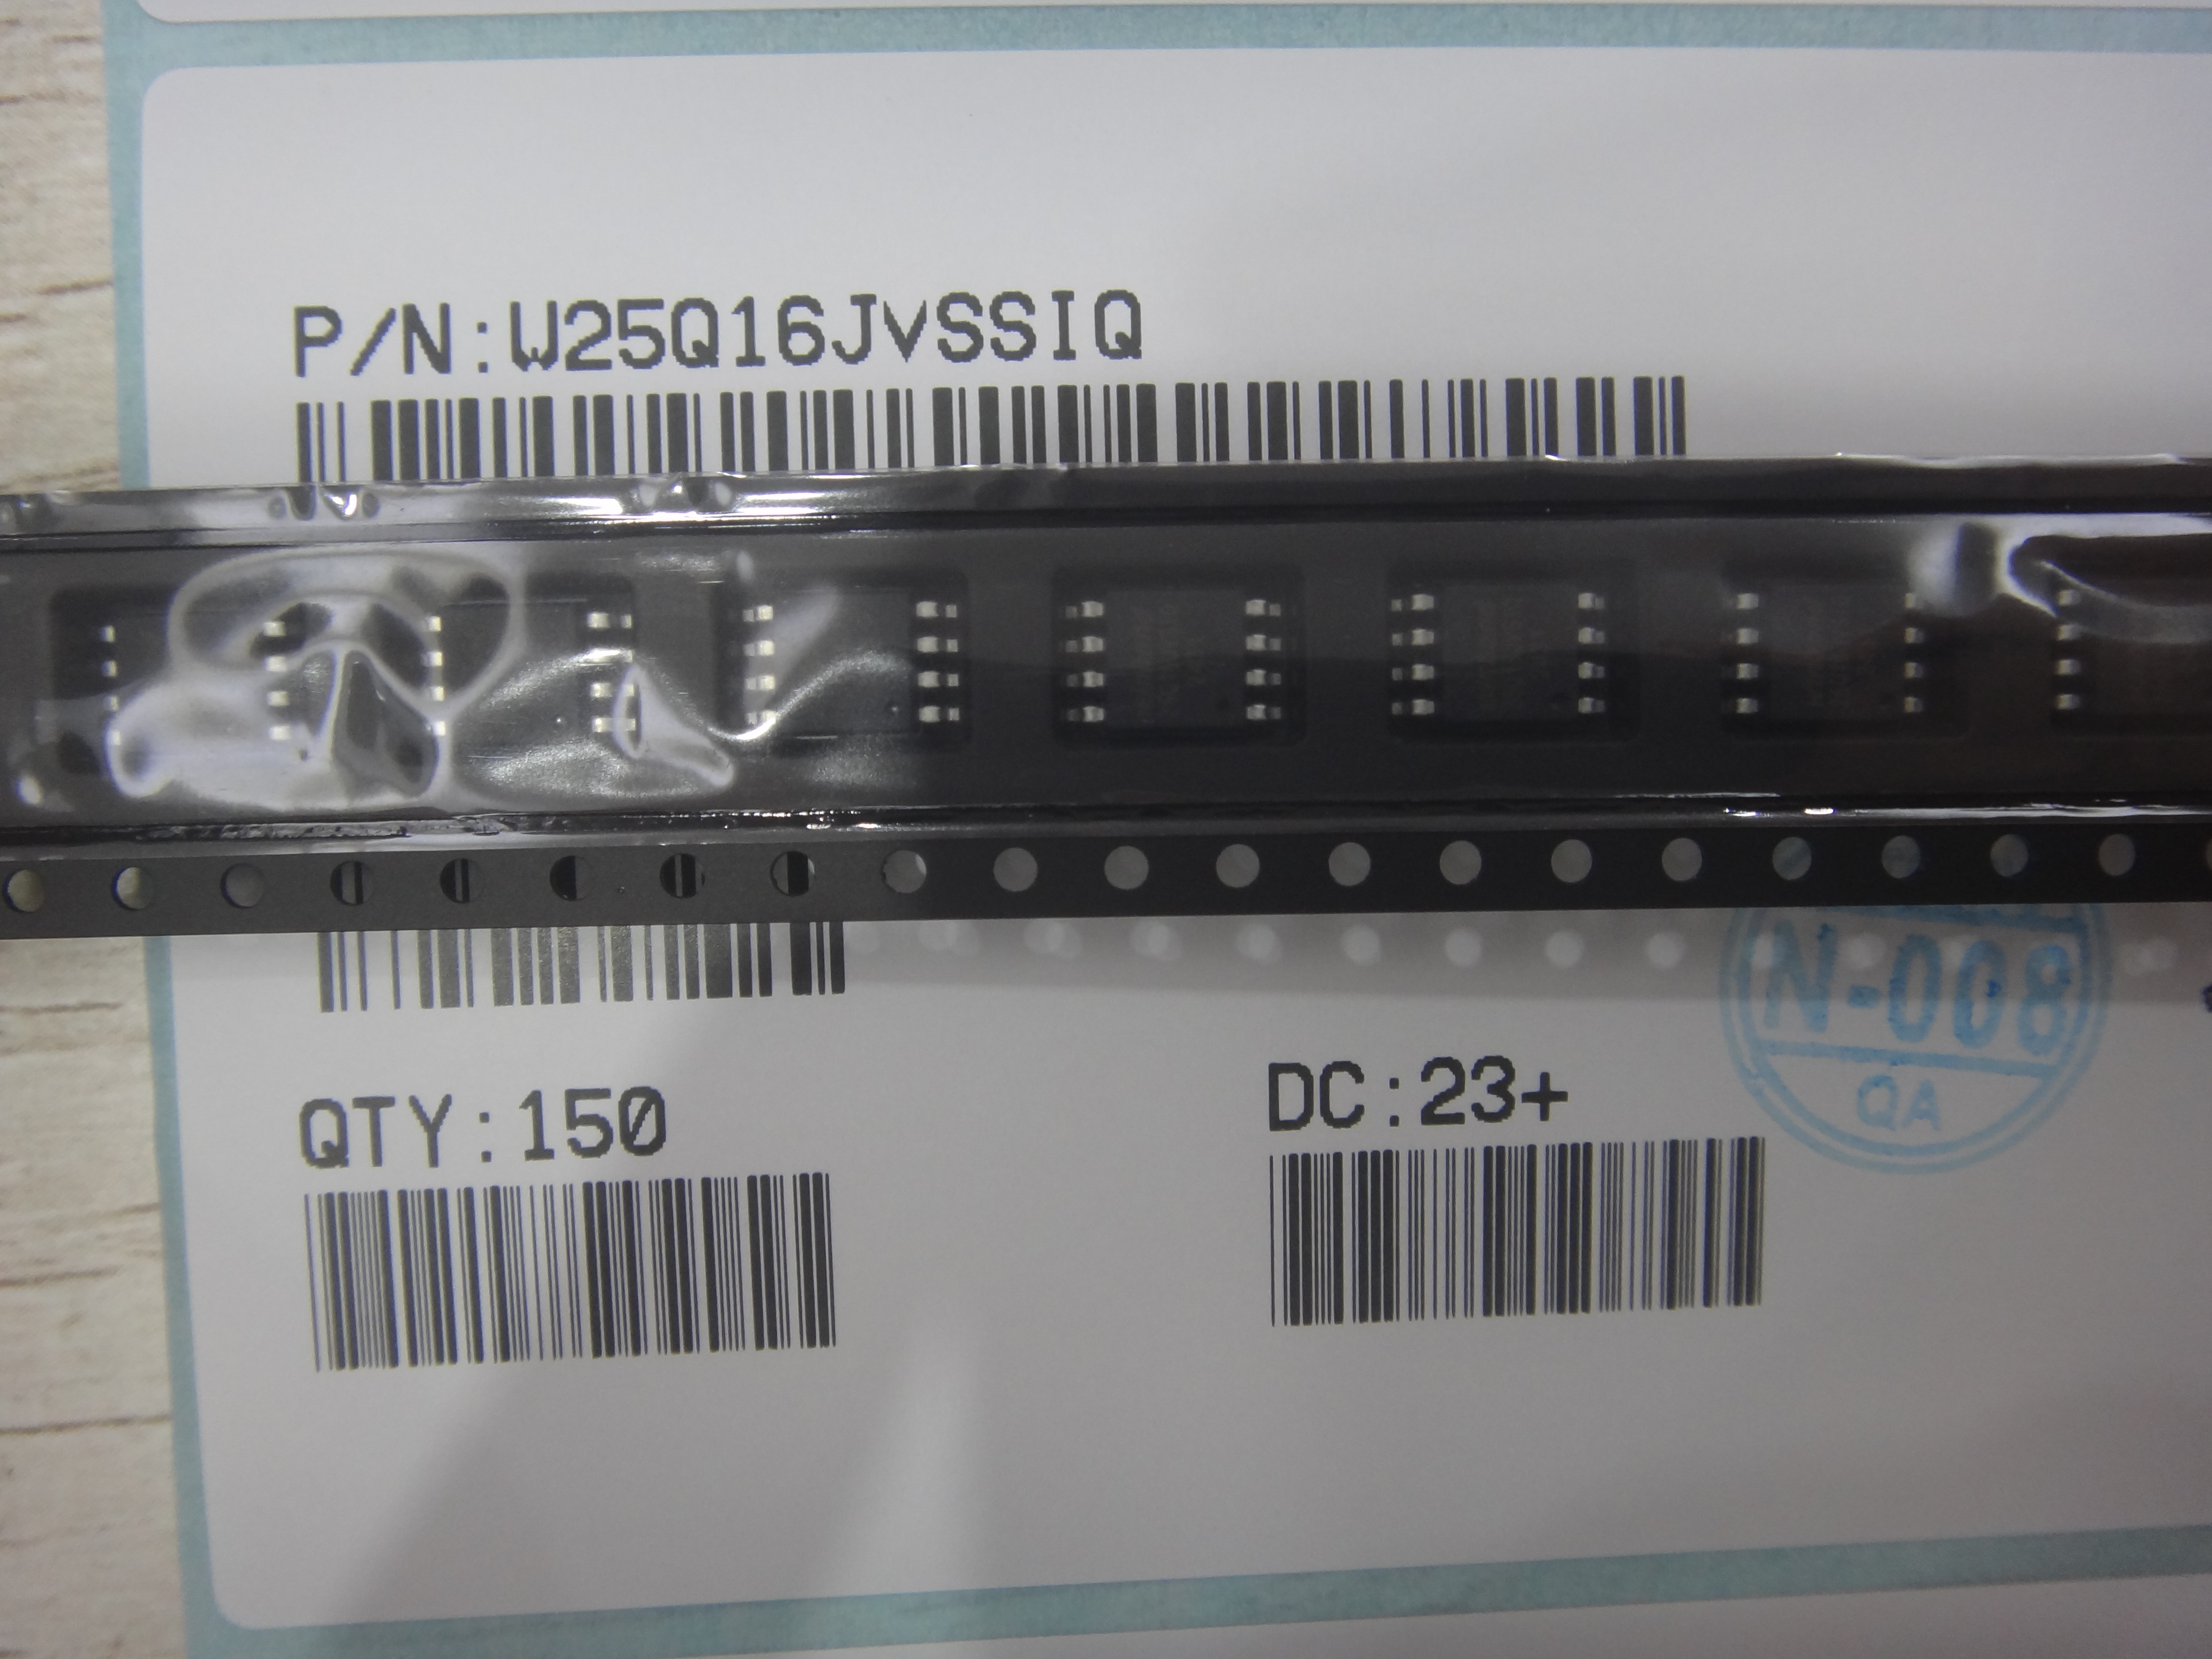 P/N:W25Q16JVSSIQ
N-008
QTY:150
DC:23+
QA